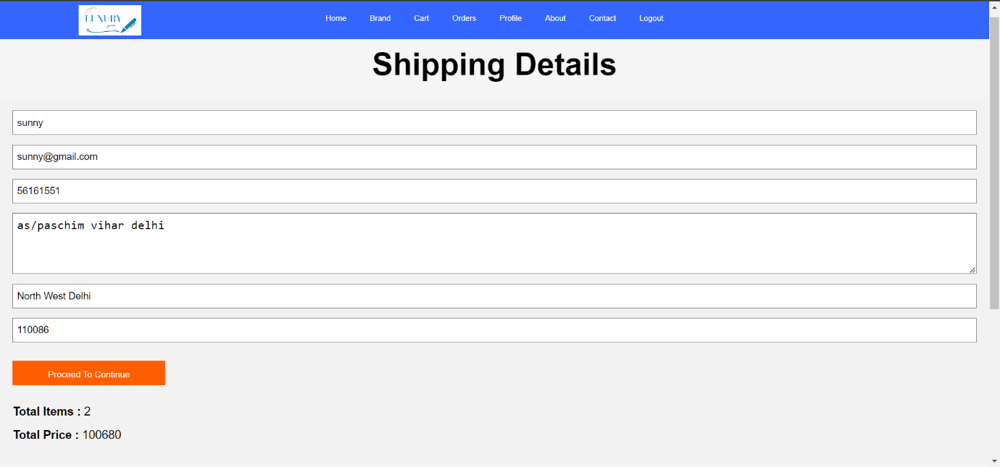 LUXURY
pen
Home Brand Cart Orders Profile About Contact Logout
Shipping Details
sunny
sunny@gmail.com
56161551
as/paschim vihar delhi
North West Delhi
110086
Proceed To Continue
Total Items : 2
Total Price : 100680